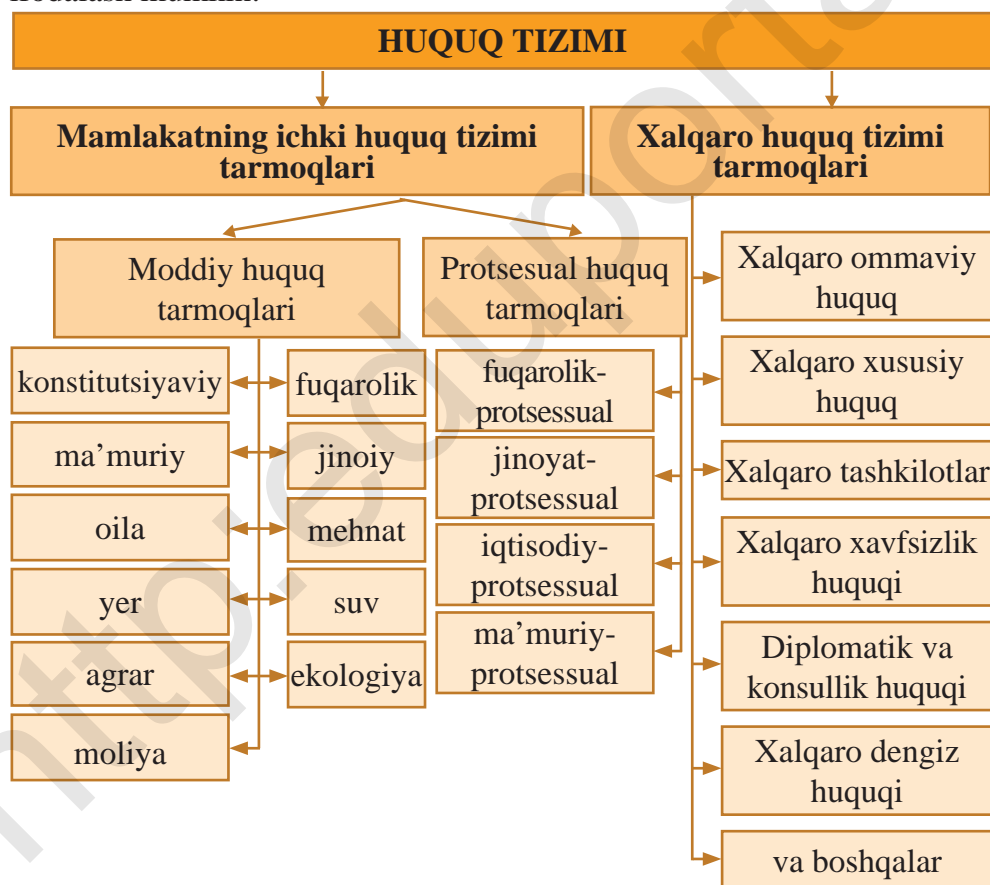 HUQUQ TIZIMI
Mamlakatning ichki huquq tizimi
tarmoqlari
Xalqaro huquq tizimi
tarmoqlari
Moddiy huquq
tarmoqlari
Protsesual huquq
tarmoqlari
konstitutsiyaviy
fuqarolik
ma’muriy
jinoiy
oila
mehnat
yer
suv
agrar
ekologiya
moliya
fuqarolik-
protsessual
jinoyat-
protsessual
iqtisodiy-
protsessual
ma’muriy-
protsessual
Xalqaro ommaviy
huquq
Xalqaro xususiy
huquq
Xalqaro tashkilotlar
Xalqaro xavfsizlik
huquqi
Diplomatik va
konsullik huquqi
Xalqaro dengiz
huquqi
va boshqalar